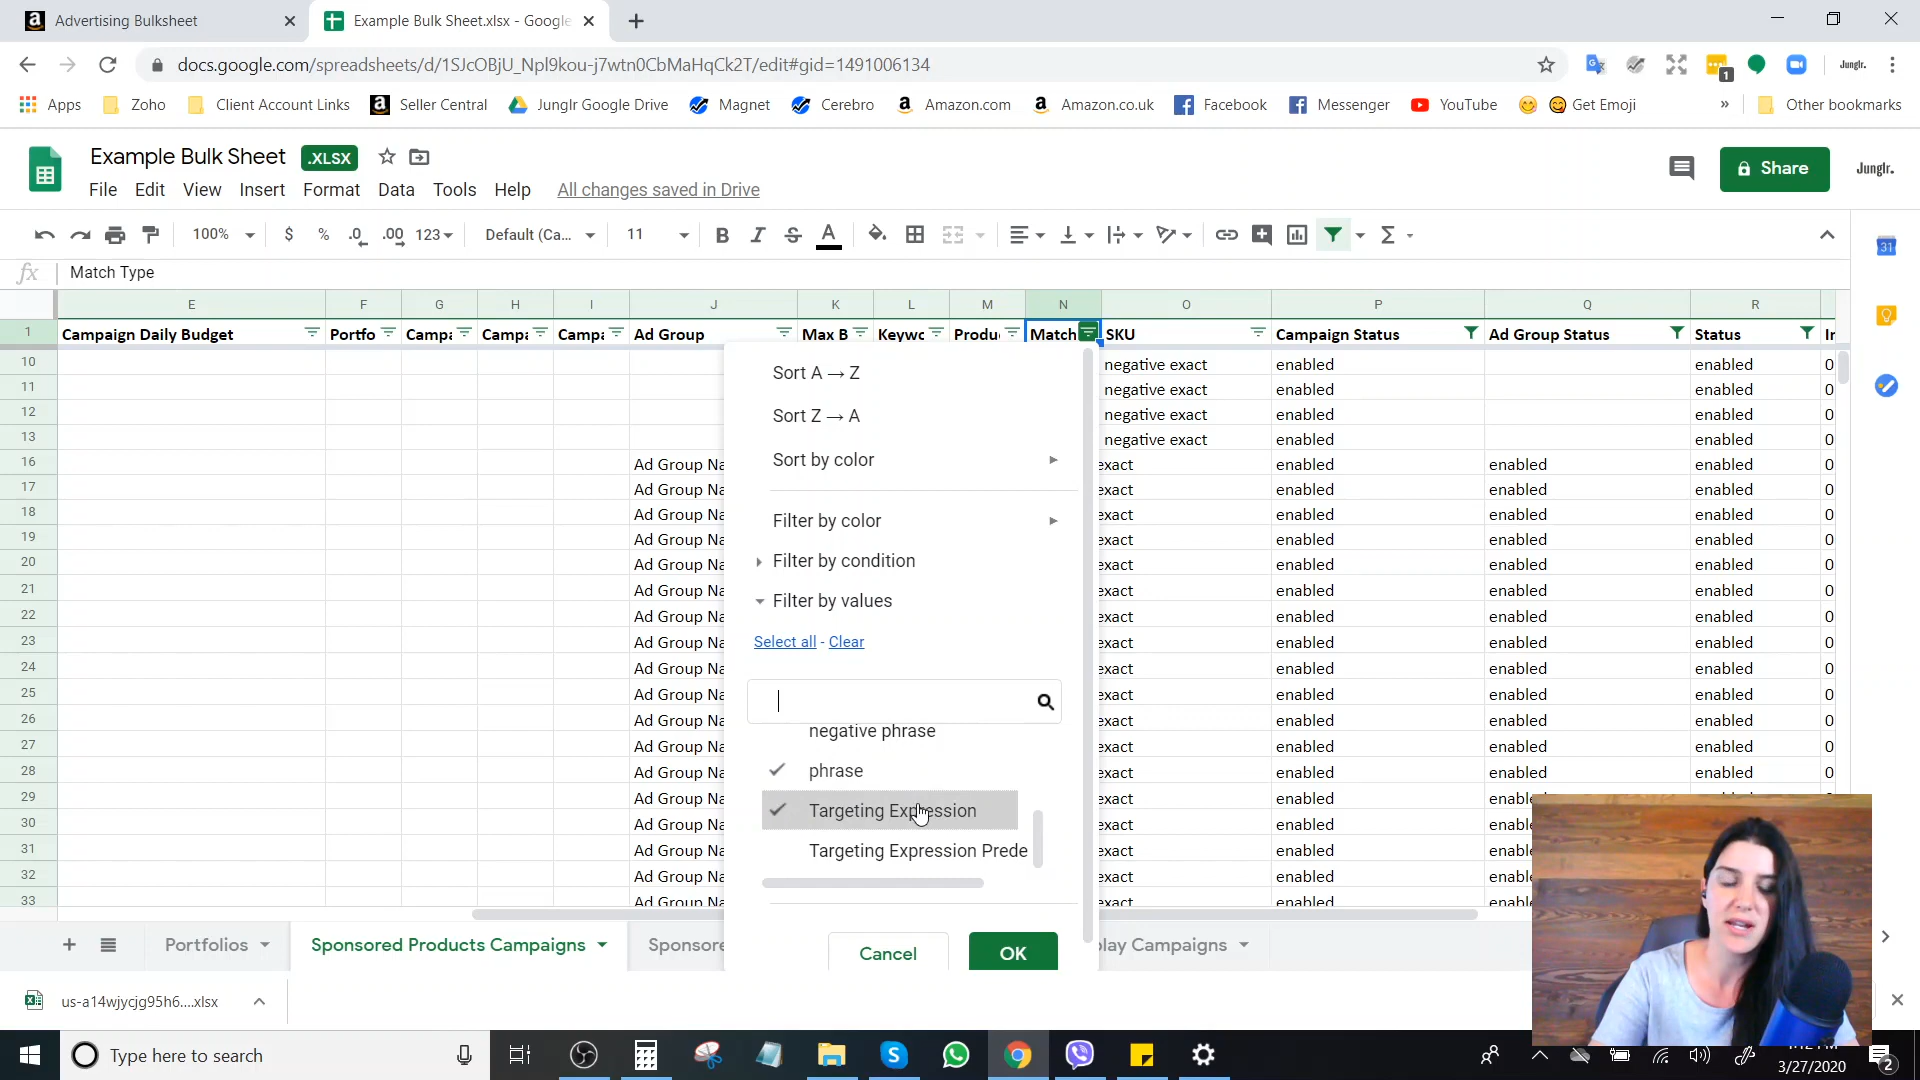 Advertising Bulksheet
Example Bulk Sheet.xlsx - Google
docs.google.com/spreadsheets/d/1SJcOBjU_Npl9kou-j7wtn0CbMaHqCk2T/edit#gid=1491006134
1
Junglr.
Apps Zoho Client Account Links Seller Central Junglr Google Drive Magnet Cerebro Amazon.com Amazon.co.uk Facebook Messenger YouTube Get Emoji » Other bookmarks
Example Bulk Sheet .XLSX
Share
Junglr.
File Edit View Insert Format Data Tools Help All changes saved in Drive
100% $ % .0 .00 123 Default (Ca... 11 B I S A Σ
31
fx Match Type
E F G H I J K L M N O P Q R
1 Campaign Daily Budget Portfo Campa Campa Campa Ad Group Max B Keywo Produ Match SKU Campaign Status Ad Group Status Status
10 negative exact enabled enabled 0
11 negative exact enabled enabled 0
12 negative exact enabled enabled 0
13 negative exact enabled enabled 0
16 Ad Group Na exact enabled enabled enabled 0
17 Ad Group Na exact enabled enabled enabled 0
18 Ad Group Na exact enabled enabled enabled 0
19 Ad Group Na exact enabled enabled enabled 0
20 Ad Group Na exact enabled enabled enabled 0
21 Ad Group Na exact enabled enabled enabled 0
22 Ad Group Na exact enabled enabled enabled 0
23 Ad Group Na exact enabled enabled enabled 0
24 Ad Group Na exact enabled enabled enabled 0
25 Ad Group Na exact enabled enabled enabled 0
26 Ad Group Na exact enabled enabled enabled 0
27 Ad Group Na exact enabled enabled enabled 0
28 Ad Group Na exact enabled enabled enabled 0
29 Ad Group Na exact enabled
30 Ad Group Na exact enabled
31 Ad Group Na exact enabled
32 Ad Group Na exact enabled
33 Ad Group Na exact enabled
Sort A → Z
Sort Z → A
Sort by color
Filter by color
Filter by condition
Filter by values
Select all - Clear
negative phrase
phrase
Targeting Expression
Targeting Expression Prede
Cancel OK
Portfolios Sponsored Products Campaigns Sponsore play Campaigns
us-a14wjycjg95h6....xlsx
Type here to search
3/27/2020
2